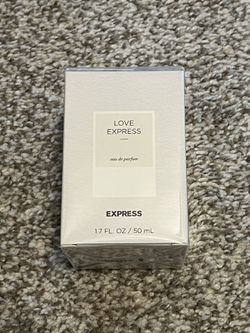 LOVE
EXPRESS
eau de parfum
EXPRESS
1.7 FL. OZ / 50 mL